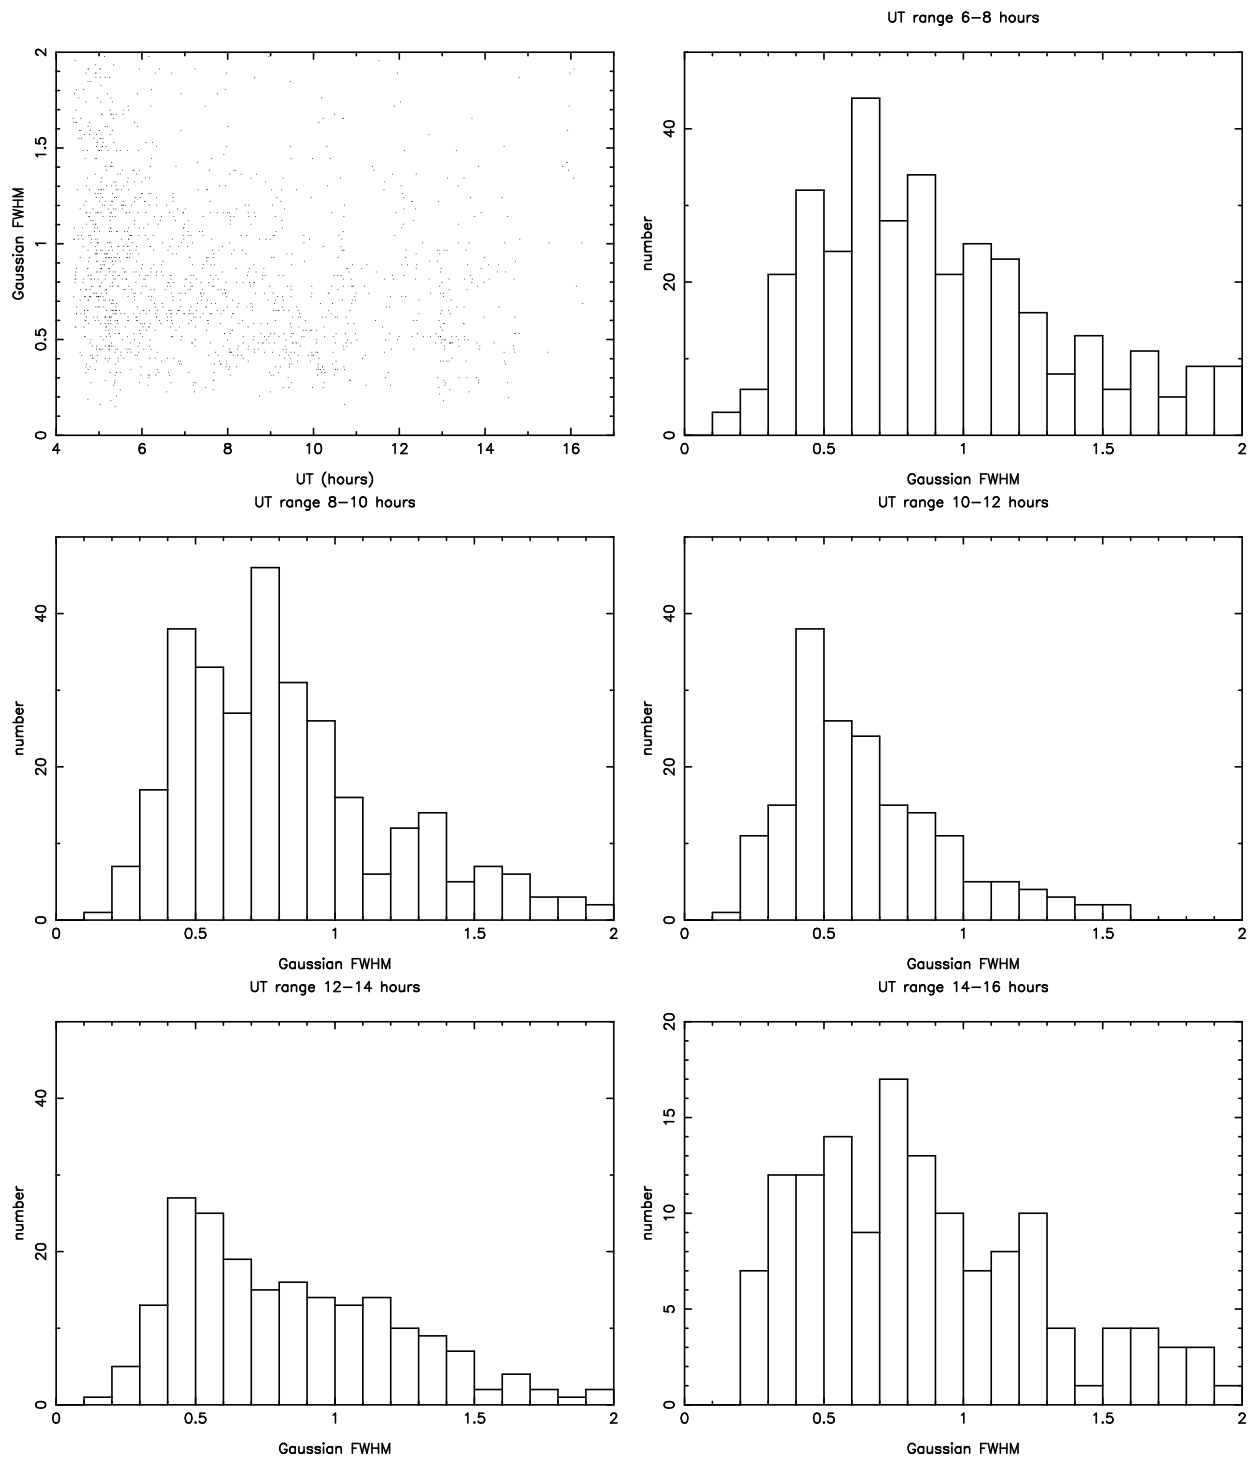 UT range 6-8 hours
2
1.5
1
0.5
0
Gaussian FWHM
4 6 8 10 12 14 16
UT (hours)
40
20
0
number
0 0.5 1 1.5 2
Gaussian FWHM
UT range 8-10 hours
40
20
0
number
0 0.5 1 1.5 2
Gaussian FWHM
UT range 10-12 hours
40
20
0
number
0 0.5 1 1.5 2
Gaussian FWHM
UT range 12-14 hours
40
20
0
number
0 0.5 1 1.5 2
Gaussian FWHM
UT range 14-16 hours
20
15
10
5
0
number
0 0.5 1 1.5 2
Gaussian FWHM